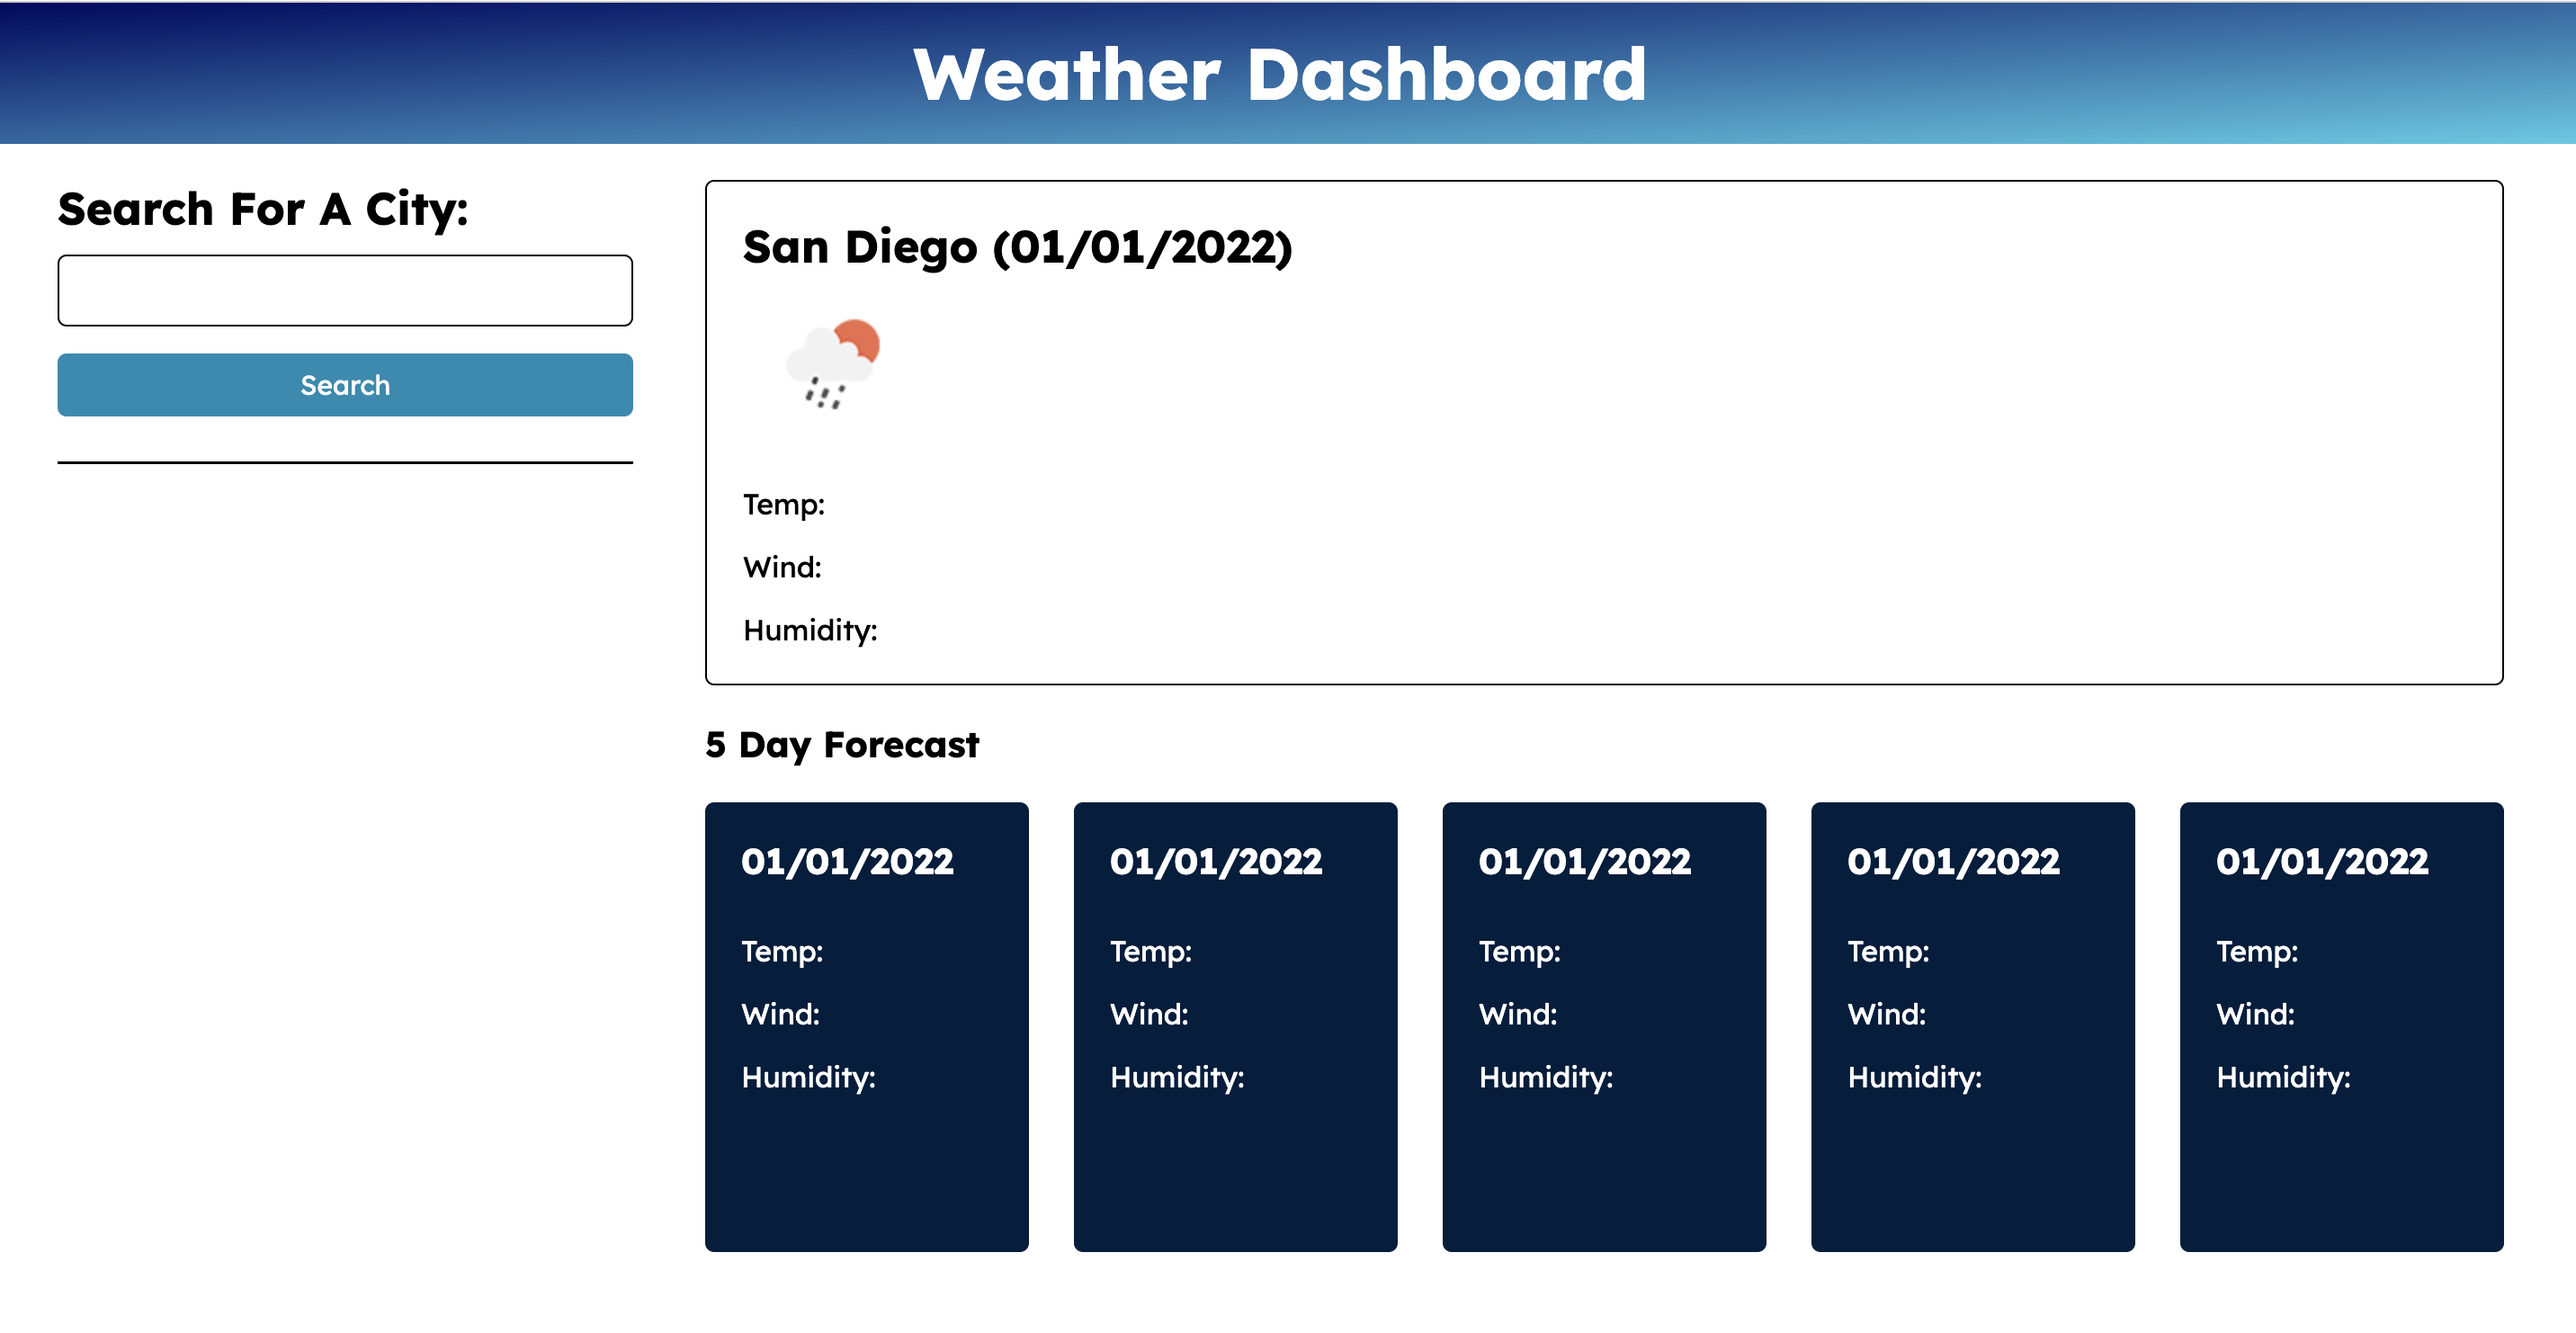 Weather Dashboard
Search For A City:
Search
San Diego (01/01/2022)
Temp:
Wind:
Humidity:
5 Day Forecast
01/01/2022
Temp:
Wind:
Humidity:
01/01/2022
Temp:
Wind:
Humidity:
01/01/2022
Temp:
Wind:
Humidity:
01/01/2022
Temp:
Wind:
Humidity:
01/01/2022
Temp:
Wind:
Humidity: